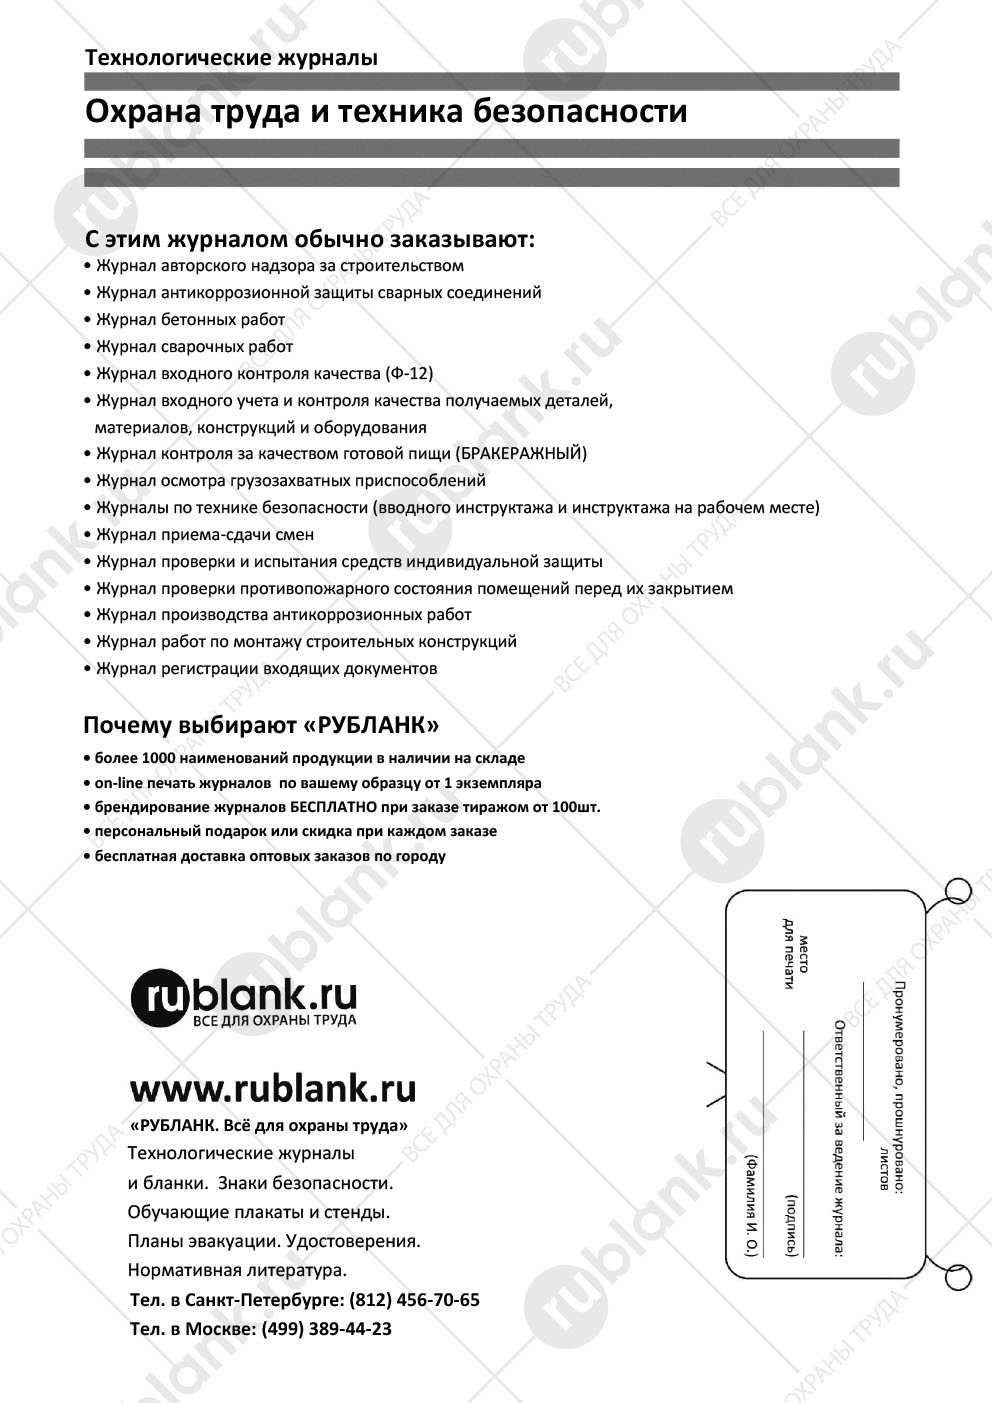 Технологические журналы
Охрана труда и техника безопасности
С этим журналом обычно заказывают:
• Журнал авторского надзора за строительством
• Журнал антикоррозионной защиты сварных соединений
• Журнал бетонных работ
• Журнал сварочных работ
• Журнал входного контроля качества (Ф-12)
• Журнал входного учета и контроля качества получаемых деталей,
материалов, конструкций и оборудования
• Журнал контроля за качеством готовой пищи (БРАКЕРАЖНЫЙ)
• Журнал осмотра грузозахватных приспособлений
• Журналы по технике безопасности (вводного инструктажа и инструктажа на рабочем месте)
• Журнал приема-сдачи смен
• Журнал проверки и испытания средств индивидуальной защиты
• Журнал проверки противопожарного состояния помещений перед их закрытием
• Журнал производства антикоррозионных работ
• Журнал работ по монтажу строительных конструкций
• Журнал регистрации входящих документов
Почему выбирают «РУБЛАНК»
• более 1000 наименований продукции в наличии на складе
• on-line печать журналов по вашему образцу от 1 экземпляра
• брендирование журналов БЕСПЛАТНО при заказе тиражом от 100шт.
• персональный подарок или скидка при каждом заказе
• бесплатная доставка оптовых заказов по городу
rublank.ru
ВСЕ ДЛЯ ОХРАНЫ ТРУДА
www.rublank.ru
«РУБЛАНК. Всё для охраны труда»
Технологические журналы
и бланки. Знаки безопасности.
Обучающие плакаты и стенды.
Планы эвакуации. Удостоверения.
Нормативная литература.
Тел. в Санкт-Петербурге: (812) 456-70-65
Тел. в Москве: (499) 389-44-23
Пронумеровано, прошнуровано:
листов
Ответственный за ведение журнала:
место
для печати
(подпись)
(Фамилия И. О.)